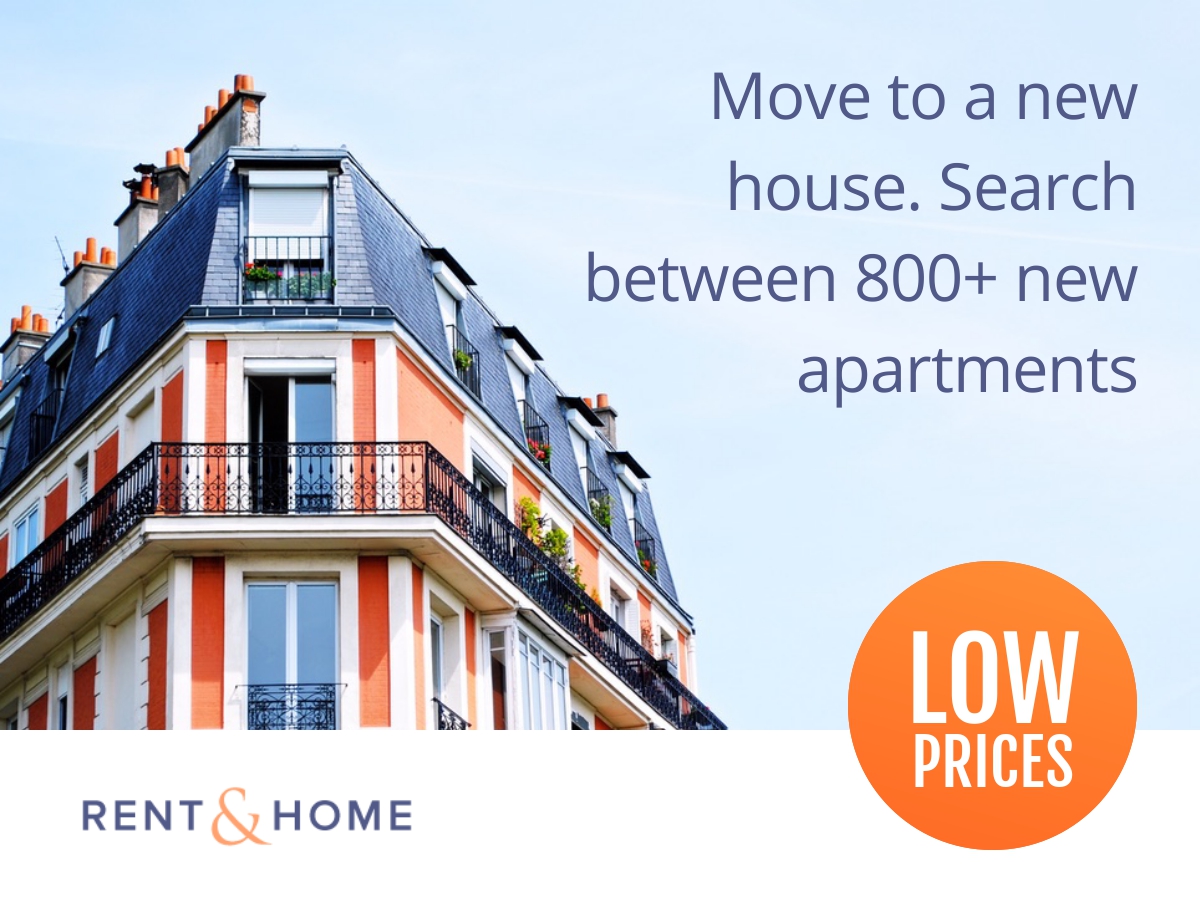 Move to a new
house. Search
between 800+ new
apartments
LOW
PRICES
RENT & HOME